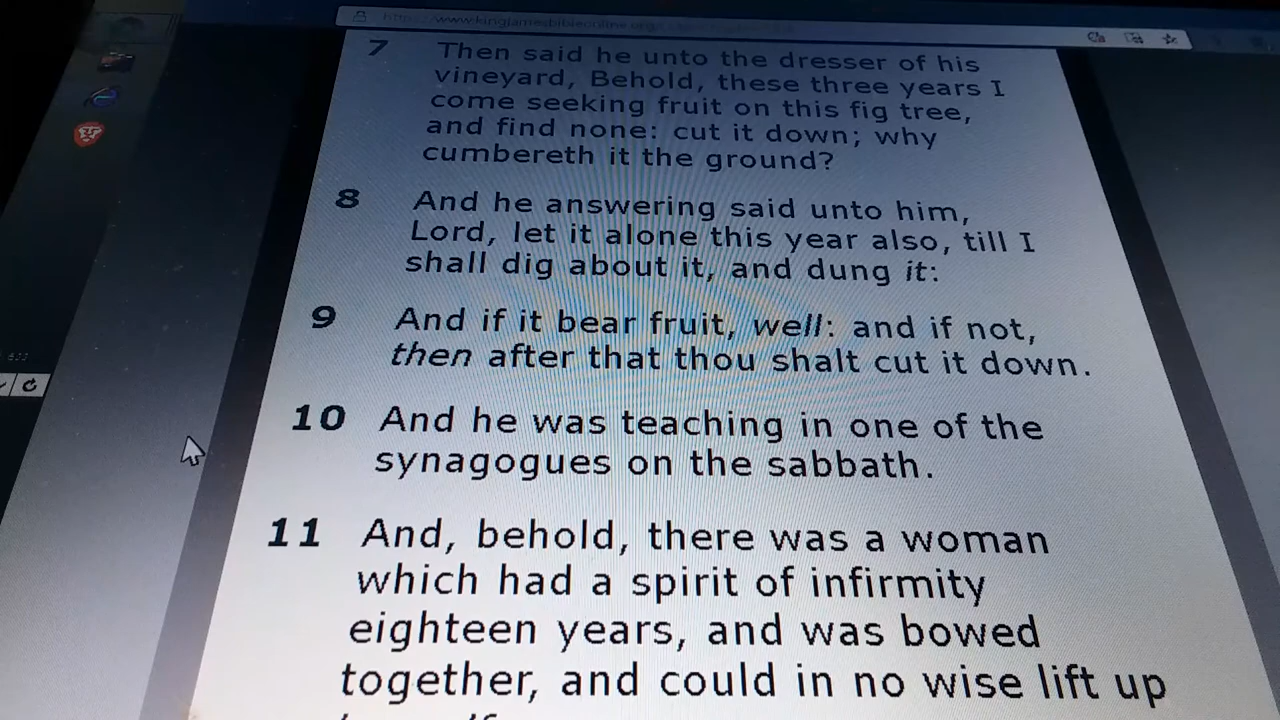 www.kingjamesbibleonline.org
7 Then said he unto the dresser of his
vineyard, Behold, these three years I
come seeking fruit on this fig tree,
and find none: cut it down; why
cumbereth it the ground?
8 And he answering said unto him,
Lord, let it alone this year also, till I
shall dig about it, and dung it:
9 And if it bear fruit, well: and if not,
then after that thou shalt cut it down.
10 And he was teaching in one of the
synagogues on the sabbath.
11 And, behold, there was a woman
which had a spirit of infirmity
eighteen years, and was bowed
together, and could in no wise lift up